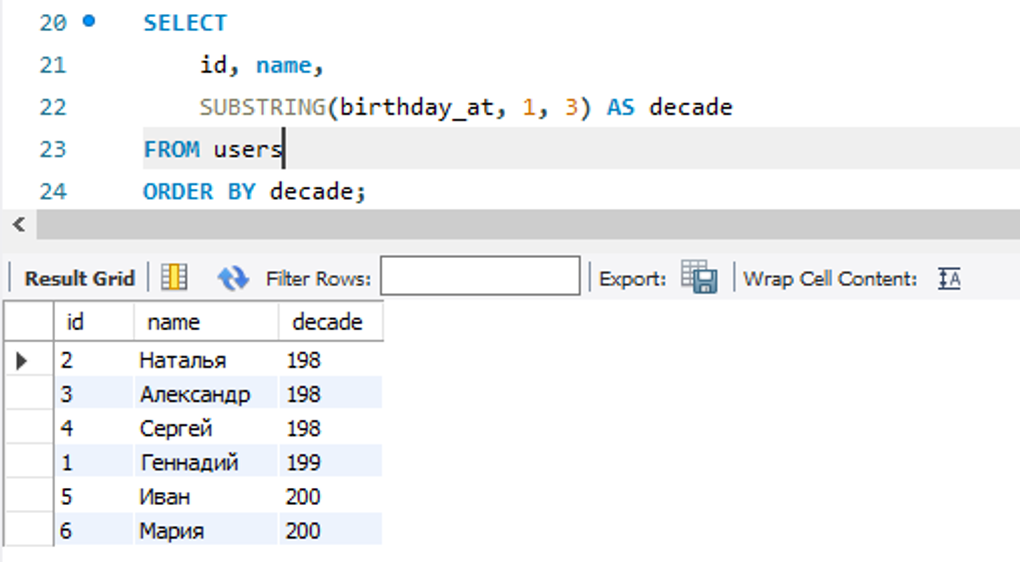 20 SELECT
21 id, name,
22 SUBSTRING(birthday_at, 1, 3) AS decade
23 FROM users
24 ORDER BY decade;
Result Grid Filter Rows: Export: Wrap Cell Content: IA
id name decade
2 Наталья 198
3 Александр 198
4 Сергей 198
1 Геннадий 199
5 Иван 200
6 Мария 200